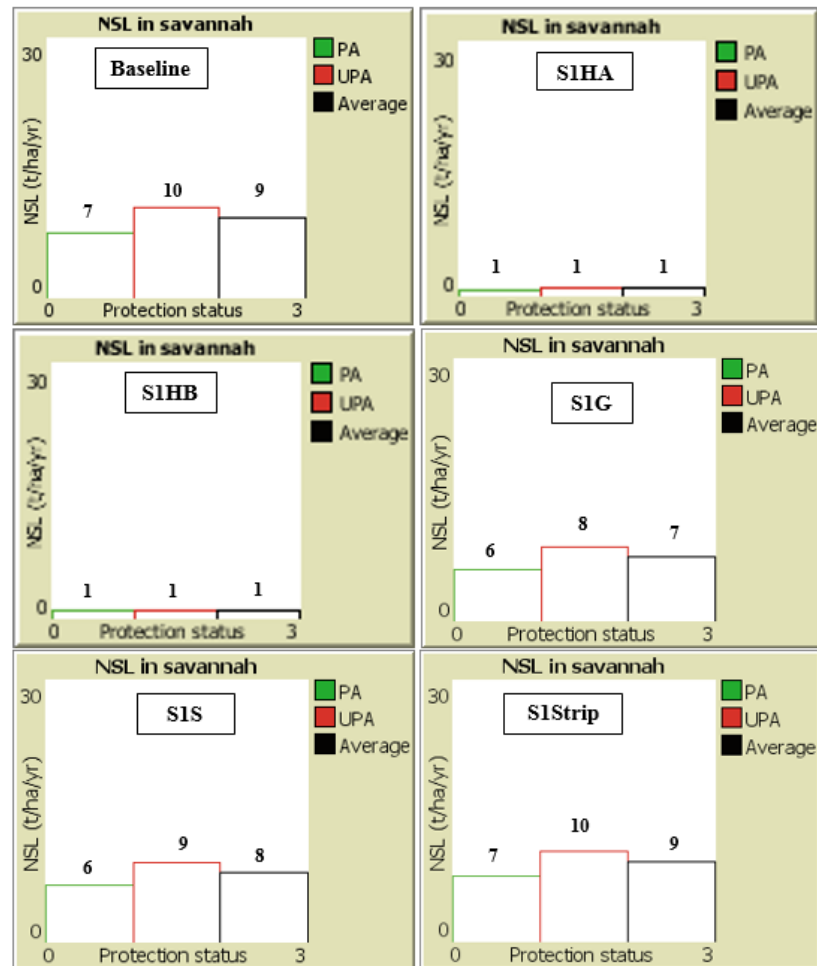 NSL in savannah
30
Baseline
PA
UPA
Average
NSL (t/ha/yr)
7
10
9
0
0
Protection status
3
NSL in savannah
30
S1HA
PA
UPA
Average
NSL (t/ha/yr)
1
1
1
0
0
Protection status
3
NSL in savannah
30
S1HB
PA
UPA
Average
NSL (t/ha/yr)
1
1
1
0
0
Protection status
3
NSL in savannah
30
S1G
PA
UPA
Average
NSL (t/ha/yr)
6
8
7
0
0
Protection status
3
NSL in savannah
30
S1S
PA
UPA
Average
NSL (t/ha/yr)
6
9
8
0
0
Protection status
3
NSL in savannah
30
S1Strip
PA
UPA
Average
NSL (t/ha/yr)
7
10
9
0
0
Protection status
3